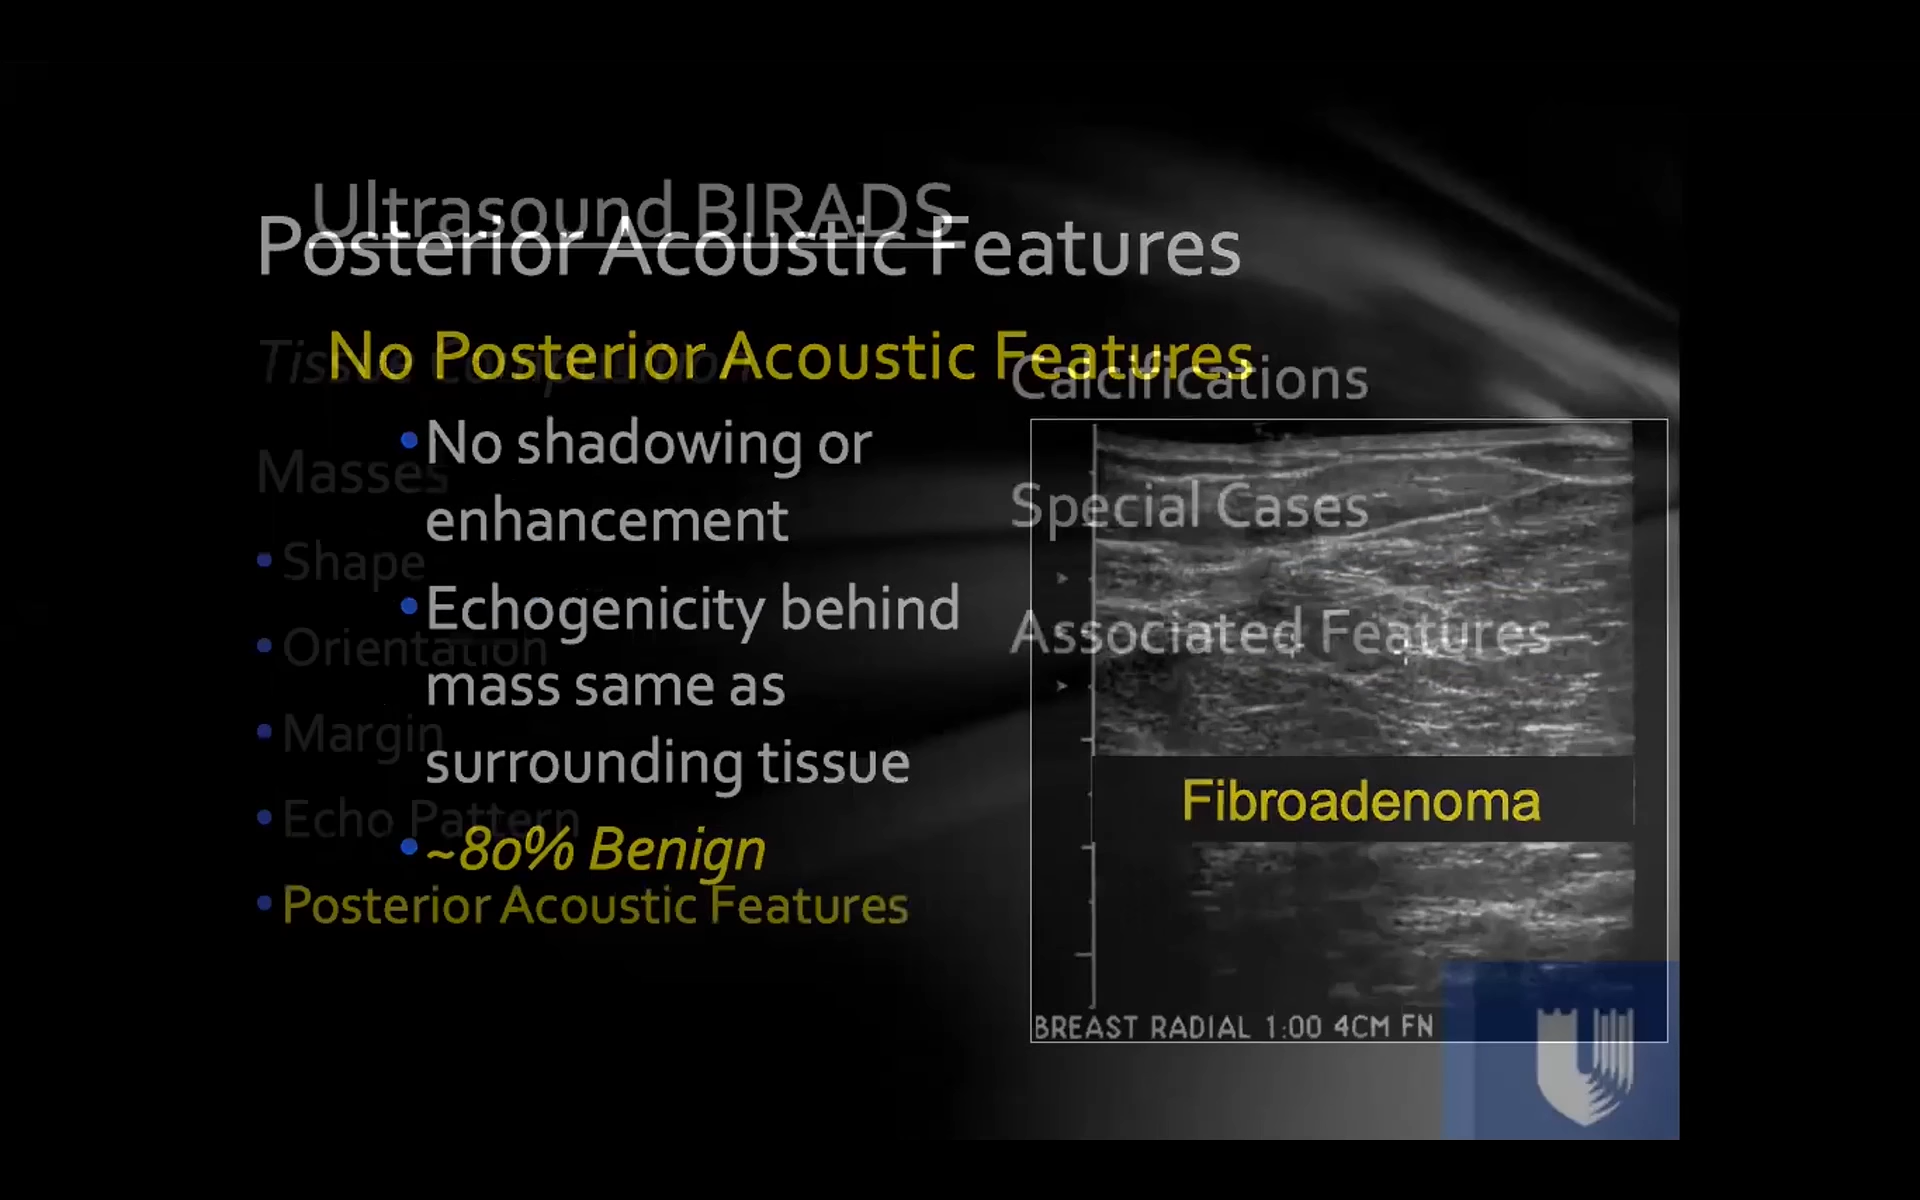 Ultrasound BIRADS
Posterior Acoustic Features
Tissue Composition
No Posterior Acoustic Features
Calcifications
• No shadowing or
enhancement
Masses
Special Cases
• Shape
• Echogenicity behind
mass same as
surrounding tissue
Associated Features
• Orientation
• Margin
Fibroadenoma
• Echo Pattern
• ~80% Benign
• Posterior Acoustic Features
BREAST RADIAL 1:00 4CM FN